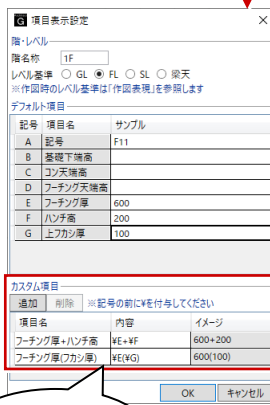 G 項目表示設定
階・レベル
階名称 1F
レベル基準 GL FL SL 梁天
※作図時のレベル基準は「作図表現」を参照します
デフォルト項目
記号 項目名 サンプル
A 記号 F11
B 基礎下端高
C コン天端高
D フーチング天端高
E フーチング厚 600
F ハンチ高 200
G 上フカシ厚 100
カスタム項目
追加 削除 ※記号の前に¥を付与してください
項目名 内容 イメージ
フーチング厚+ハンチ高 ¥E+¥F 600+200
フーチング厚(フカシ厚) ¥E(¥G) 600(100)
OK キャンセル